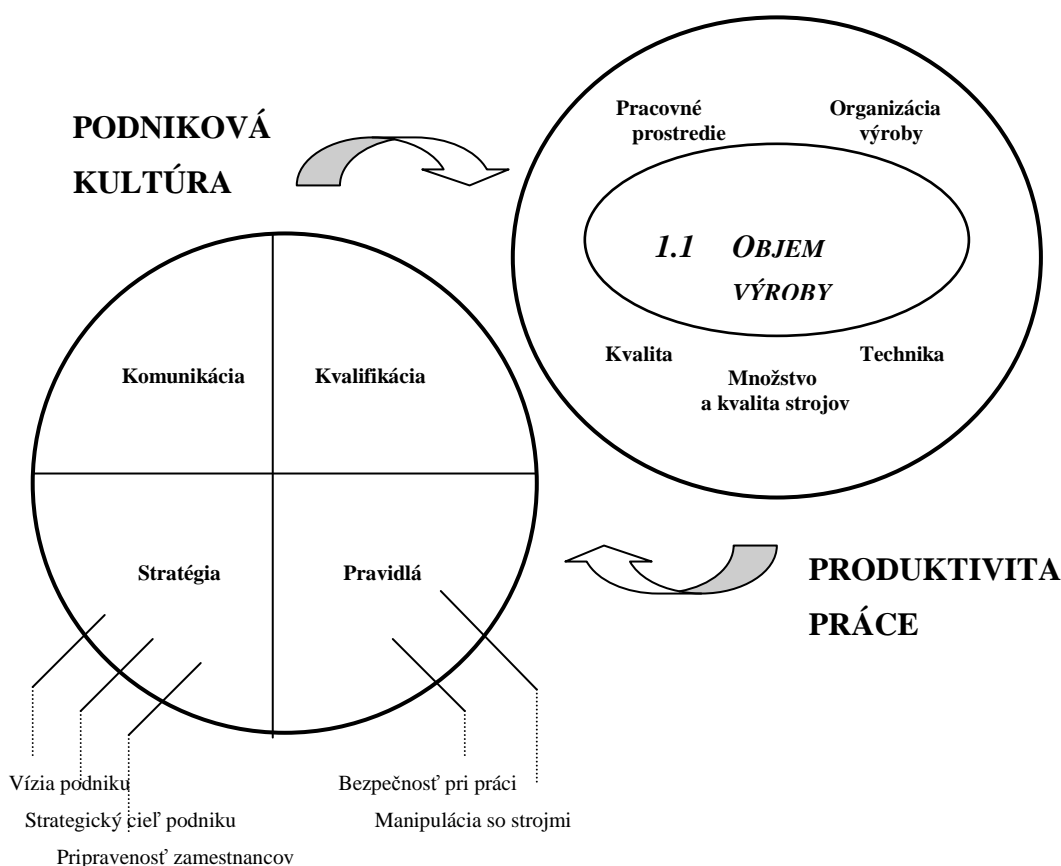 PODNIKOVÁ
KULTÚRA
Pracovné
prostredie
Organizácia
výroby
1.1 OBJEM
VÝROBY
Kvalita
Technika
Množstvo
a kvalita strojov
Komunikácia
Kvalifikácia
Stratégia
Pravidlá
PRODUKTIVITA
PRÁCE
Vízia podniku
Bezpečnosť pri práci
Strategický cieľ podniku
Manipulácia so strojmi
Pripravenosť zamestnancov